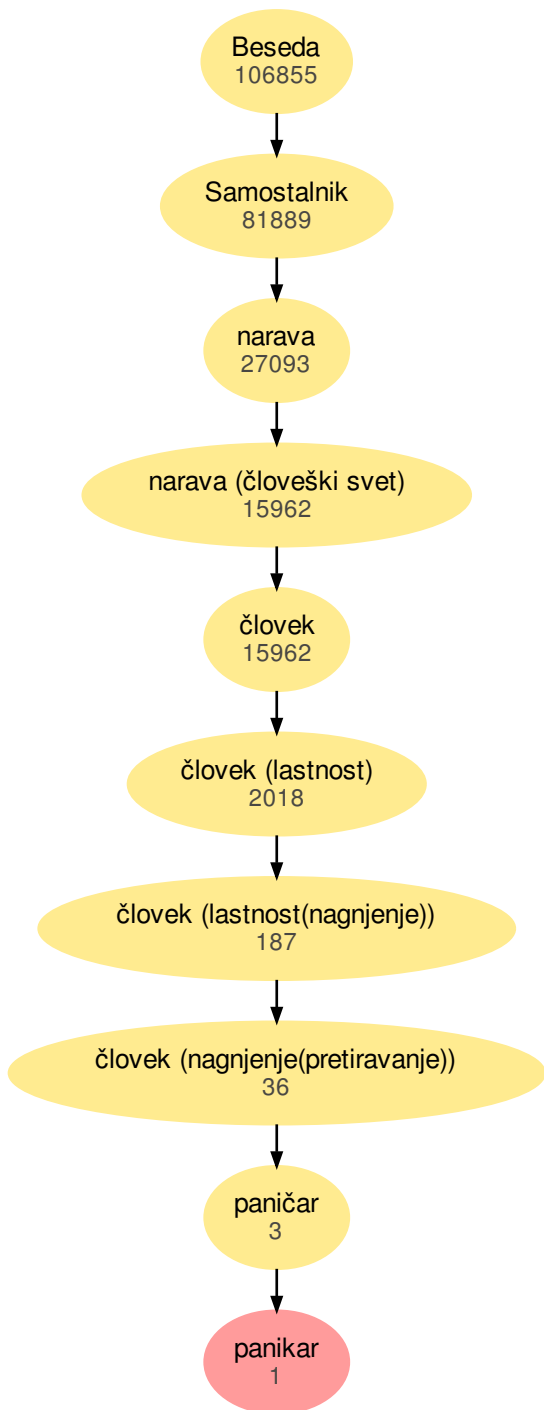 Beseda
106855
Samostalnik
81889
narava
27093
narava (človeški svet)
15962
človek
15962
človek (lastnost)
2018
človek (lastnost(nagnjenje))
187
človek (nagnjenje(pretiravanje))
36
paničar
3
panikar
1